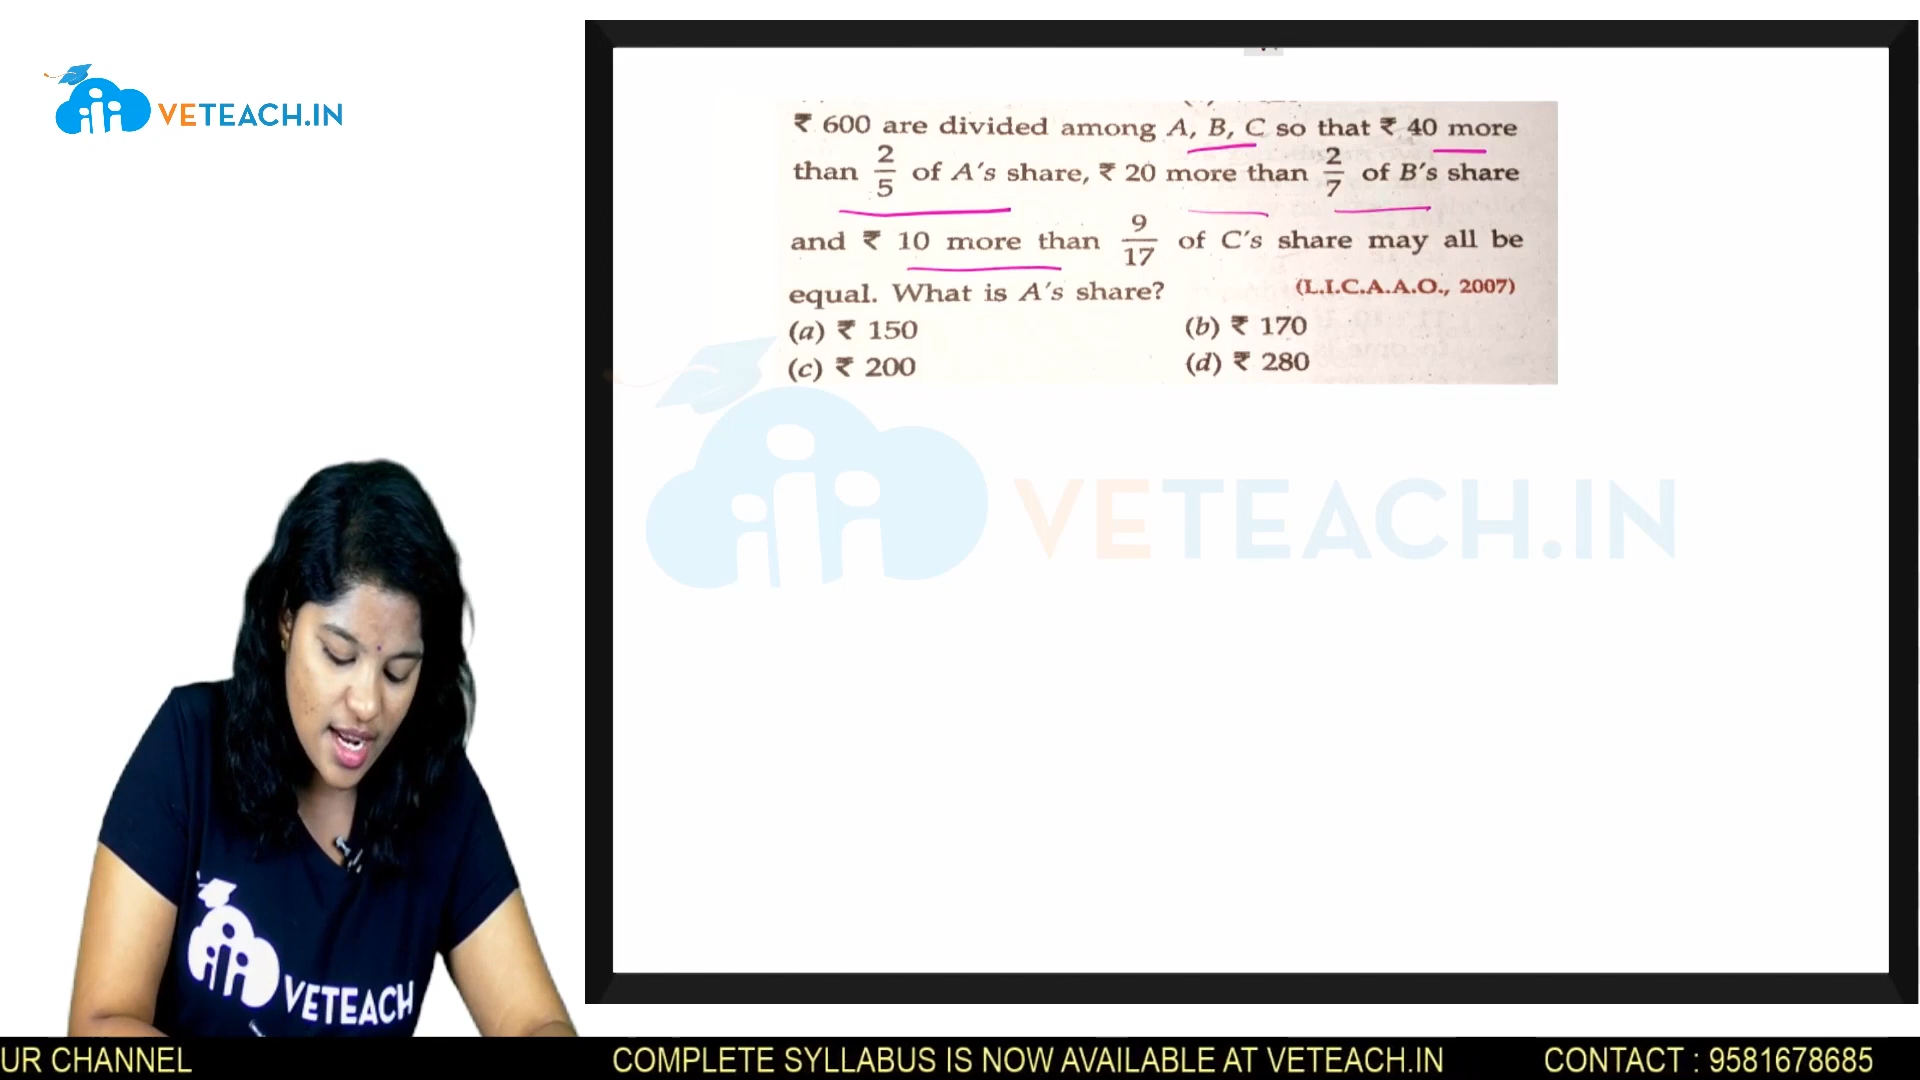 VETEACH.IN
₹ 600 are divided among A, B, C so that ₹ 40 more
than 2/5 of A's share, ₹ 20 more than 2/7 of B's share
and ₹ 10 more than 9/17 of C's share may all be
equal. What is A's share? (L.I.C.A.A.O., 2007)
(a) ₹ 150 (b) ₹ 170
(c) ₹ 200 (d) ₹ 280
VETEACH.IN
VETEACH
UR CHANNEL COMPLETE SYLLABUS IS NOW AVAILABLE AT VETEACH.IN CONTACT : 9581678685